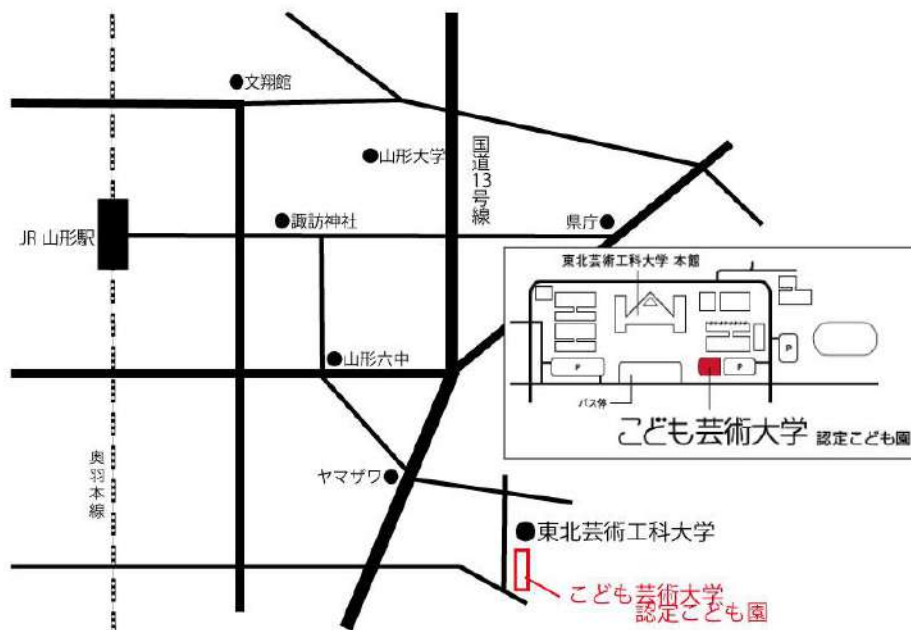 文翔館
山形大学
国道13号線
諏訪神社
県庁
JR 山形駅
東北芸術工科大学 本館
P
P
P
バス停
こども芸術大学 認定こども園
山形六中
奥羽本線
ヤマザワ
東北芸術工科大学
こども芸術大学
認定こども園